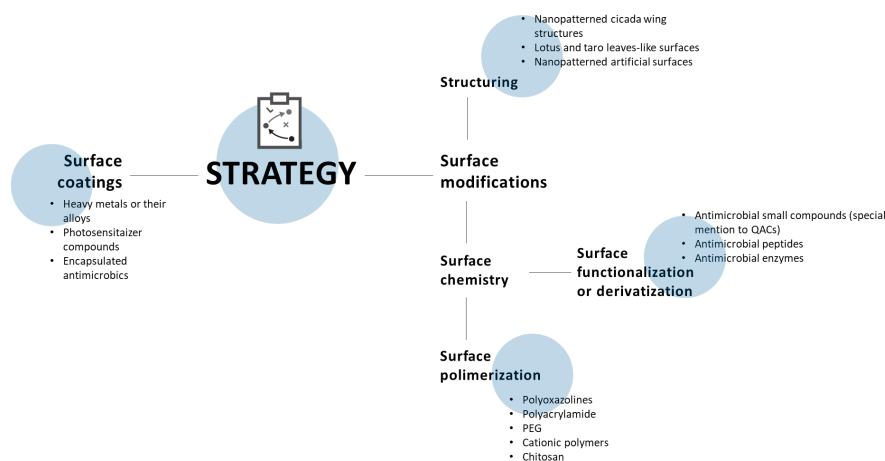 STRATEGY
Surface
coatings
• Heavy metals or their
alloys
• Photosensitaizer
compounds
• Encapsulated
antimicrobics
Surface
modifications
Structuring
• Nanopatterned cicada wing
structures
• Lotus and taro leaves-like surfaces
• Nanopatterned artificial surfaces
Surface
chemistry
Surface
functionalization
or derivatization
• Antimicrobial small compounds (special
mention to QACs)
• Antimicrobial peptides
• Antimicrobial enzymes
Surface
polimerization
• Polyoxazolines
• Polyacrylamide
• PEG
• Cationic polymers
• Chitosan